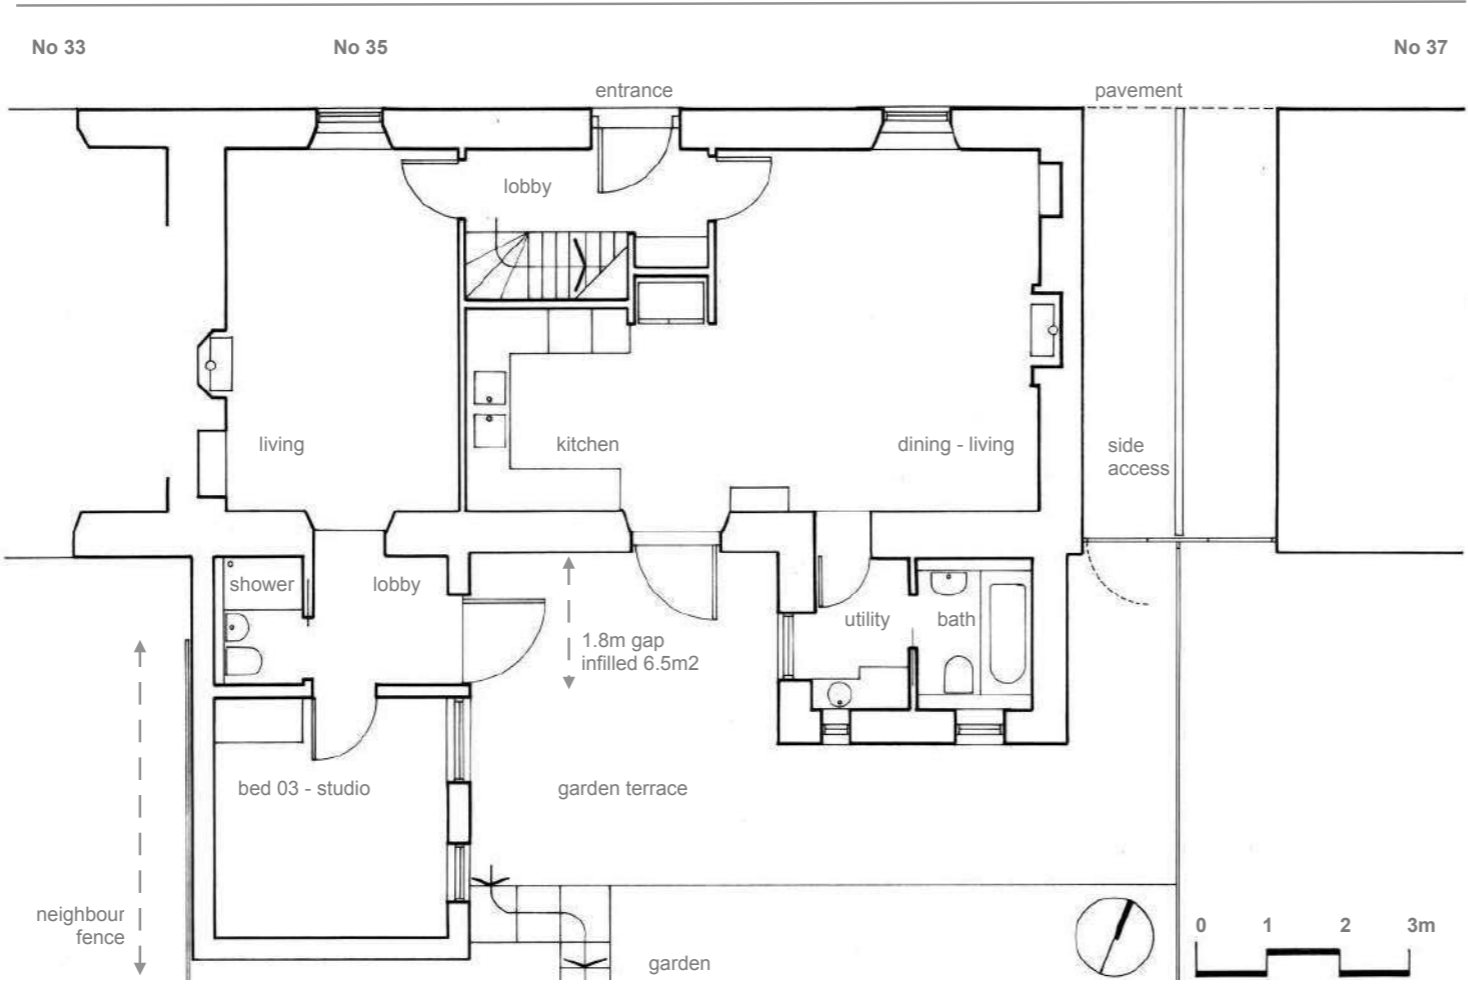 No 33
No 35
No 37
entrance
pavement
lobby
living
kitchen
dining - living
side
access
shower
lobby
1.8m gap
infilled 6.5m2
utility
bath
bed 03 - studio
garden terrace
neighbour
fence
garden
0 1 2 3m